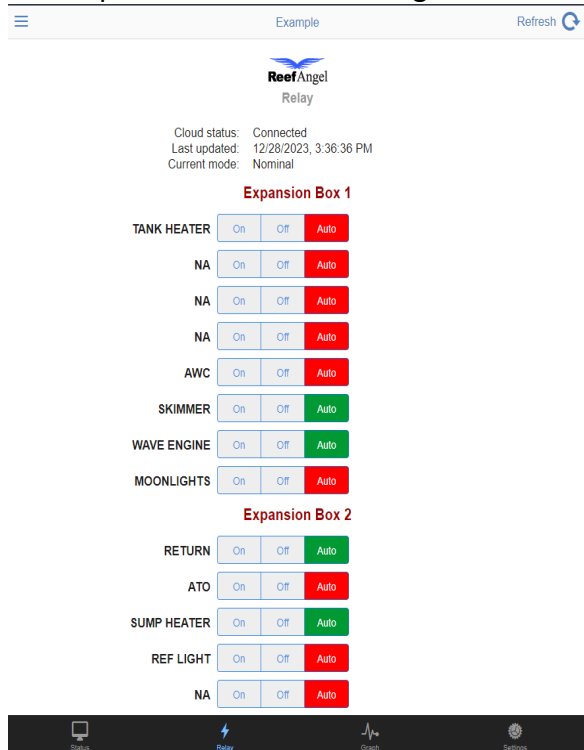 Example
Refresh
ReefAngel
Relay
Cloud status: Connected
Last updated: 12/28/2023, 3:36:36 PM
Current mode: Nominal
Expansion Box 1
TANK HEATER On Off Auto
NA On Off Auto
NA On Off Auto
NA On Off Auto
AWC On Off Auto
SKIMMER On Off Auto
WAVE ENGINE On Off Auto
MOONLIGHTS On Off Auto
Expansion Box 2
RETURN On Off Auto
ATO On Off Auto
SUMP HEATER On Off Auto
REF LIGHT On Off Auto
NA On Off Auto
Status Relay Graph Settings